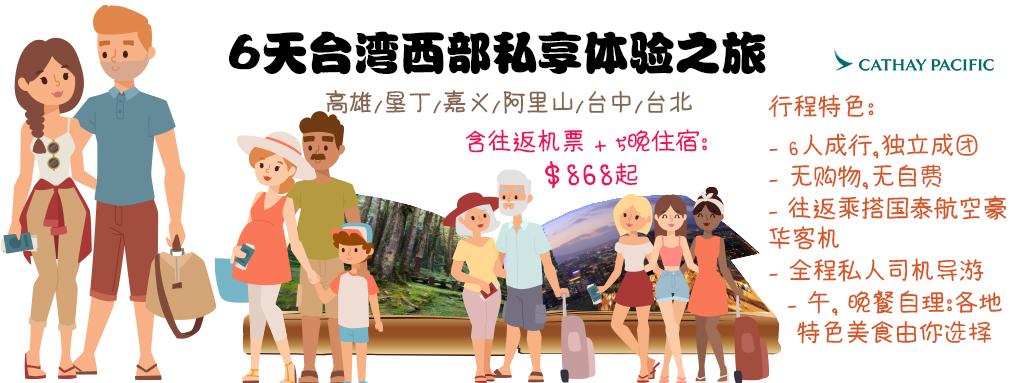 6天台湾西部私享体验之旅
CATHAY PACIFIC
高雄/垦丁/嘉义/阿里山/台中/台北
含往返机票 + 5晚住宿:
$868起
行程特色:
- 6人成行,独立成团
- 无购物,无自费
- 往返乘搭国泰航空豪
华客机
- 全程私人司机导游
- 午, 晚餐自理:各地
特色美食由你选择